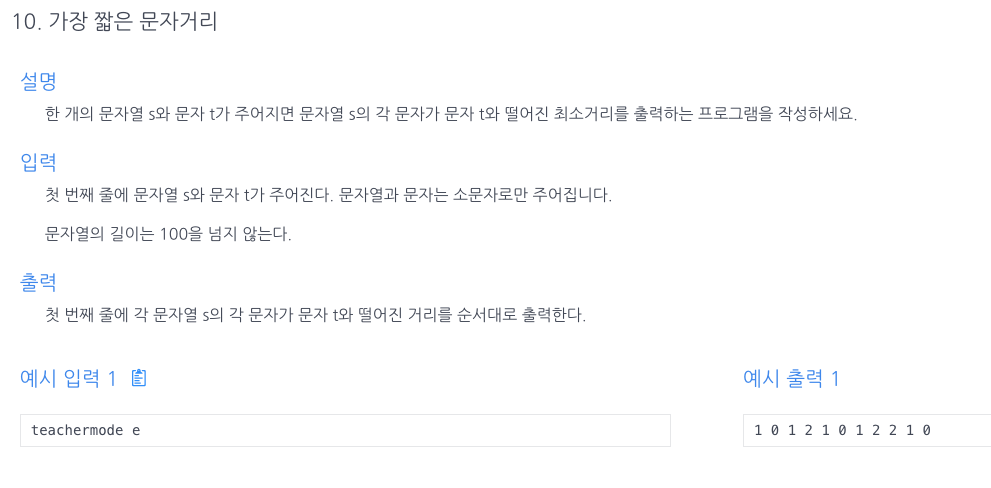 10. 가장 짧은 문자거리
설명
한 개의 문자열 s와 문자 t가 주어지면 문자열 s의 각 문자가 문자 t와 떨어진 최소거리를 출력하는 프로그램을 작성하세요.
입력
첫 번째 줄에 문자열 s와 문자 t가 주어진다. 문자열과 문자는 소문자로만 주어집니다.
문자열의 길이는 100을 넘지 않는다.
출력
첫 번째 줄에 각 문자열 s의 각 문자가 문자 t와 떨어진 거리를 순서대로 출력한다.
예시 입력 1
예시 출력 1
teachermode e
1 0 1 2 1 0 1 2 2 1 0